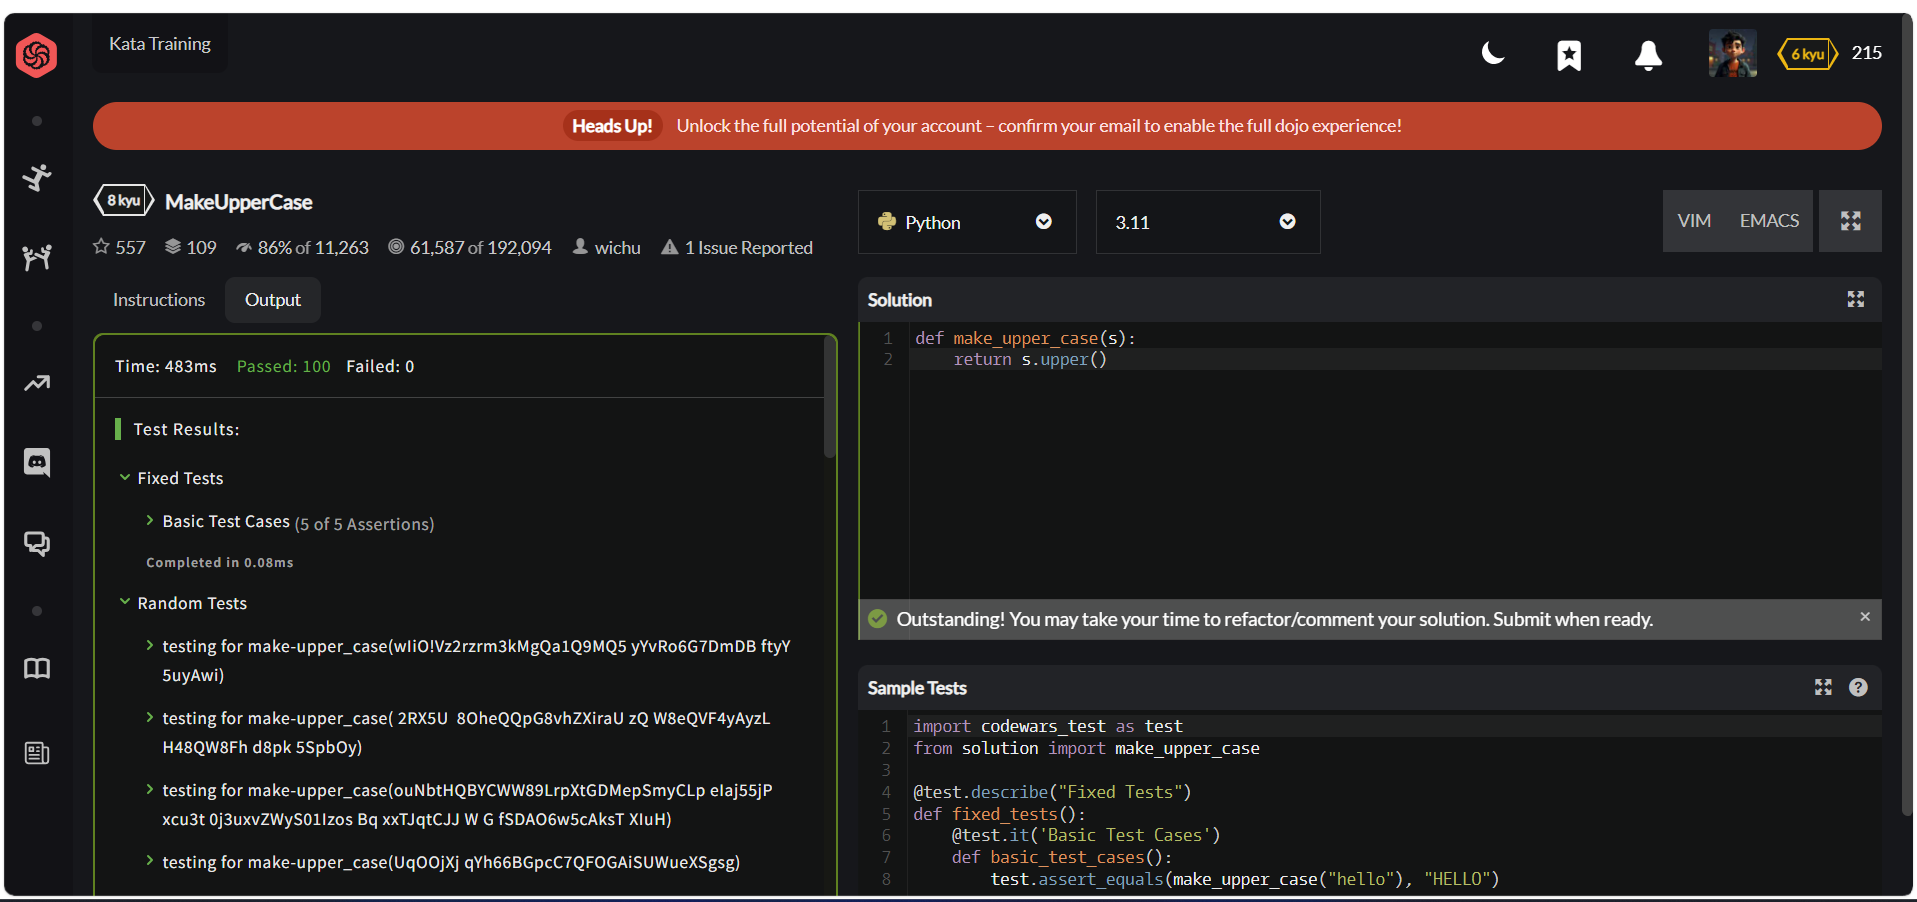 Kata Training
6 kyu 215
Heads Up! Unlock the full potential of your account – confirm your email to enable the full dojo experience!
8 kyu MakeUpperCase
557 109 86% of 11,263 61,587 of 192,094 wichu 1 Issue Reported
Instructions Output
Time: 483ms Passed: 100 Failed: 0
Test Results:
Fixed Tests
Basic Test Cases (5 of 5 Assertions)
Completed in 0.08ms
Random Tests
testing for make-upper_case(wIiO!Vz2rzrm3kMgQa1Q9MQ5 yYvRo6G7DmDB ftyY
5uyAwi)
testing for make-upper_case( 2RX5U  8OheQQpG8vhZXiraU zQ W8eQVF4yAyzL
H48QW8Fh d8pk 5SpbOy)
testing for make-upper_case(ouNbtHQBYCWW89LrpXtGDMepSmyCLp eIaj55jP
xcu3t 0j3uxvZWyS01Izos Bq xxTJqtCJJ W G fSDAO6w5cAksT XIuH)
testing for make-upper_case(UqOOjXj qYh66BGpcC7QFOGAiSUWueXSgsg)
Python 3.11 VIM EMACS
Solution
1 def make_upper_case(s):
2     return s.upper()
Outstanding! You may take your time to refactor/comment your solution. Submit when ready.
Sample Tests
1 import codewars_test as test
2 from solution import make_upper_case
3
4 @test.describe("Fixed Tests")
5 def fixed_tests():
6     @test.it('Basic Test Cases')
7     def basic_test_cases():
8         test.assert_equals(make_upper_case("hello"), "HELLO")